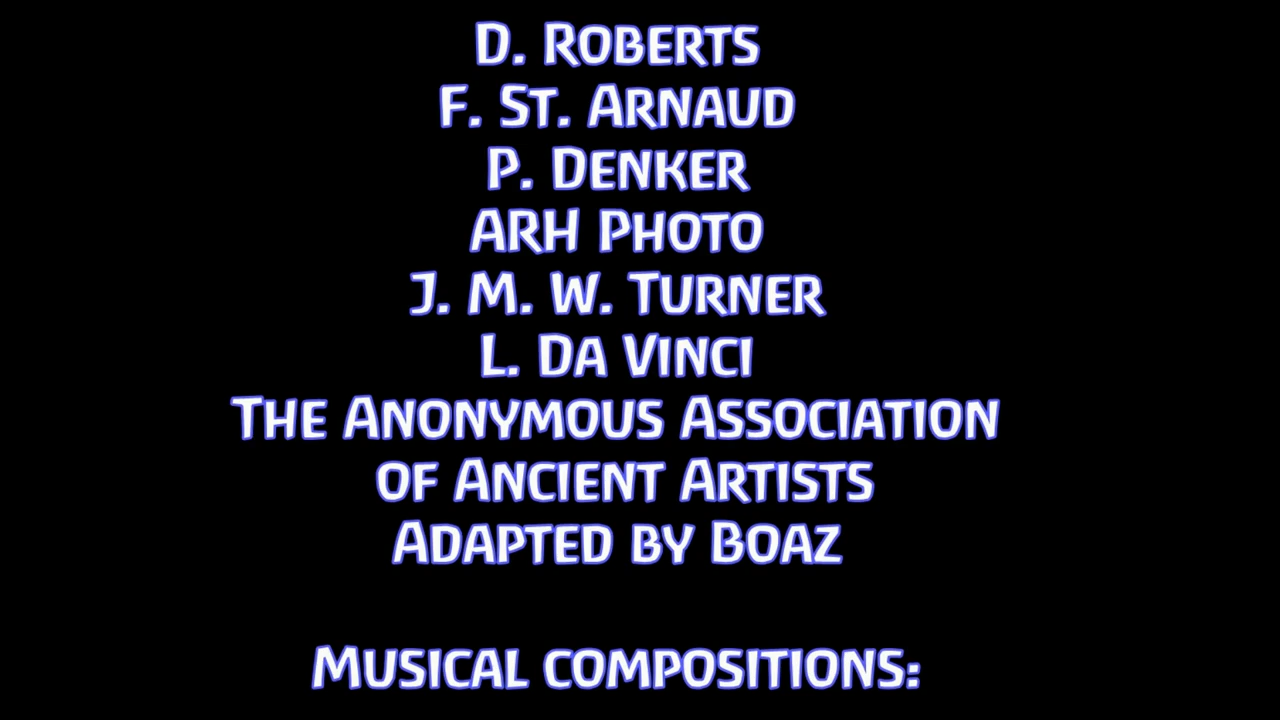 D. Roberts
F. St. Arnaud
P. Denker
ARH Photo
J. M. W. Turner
L. Da Vinci
The Anonymous Association
of Ancient Artists
Adapted by Boaz
Musical compositions: